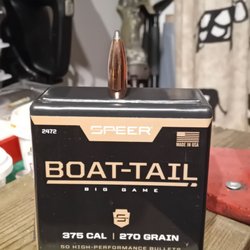 2472
SPEER
MADE IN USA
BOAT-TAIL
BIG GAME
375 CAL | 270 GRAIN
50 HIGH-PERFORMANCE BULLETS